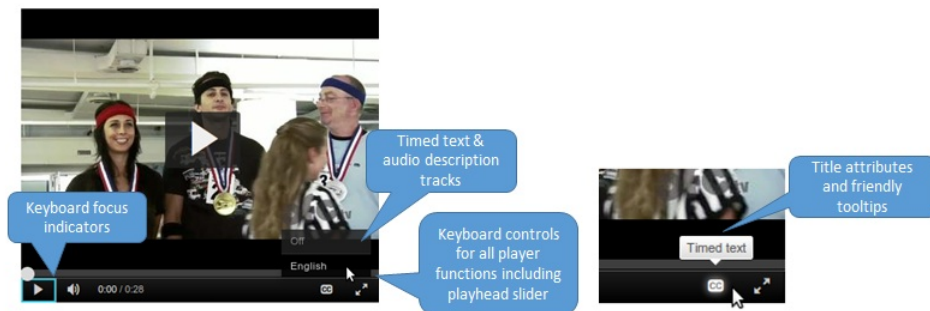 Timed text &
audio description
tracks
Keyboard focus
indicators
Off
English
Keyboard controls
for all player
functions including
playhead slider
0:00 / 0:28
CC
Title attributes
and friendly
tooltips
Timed text
CC